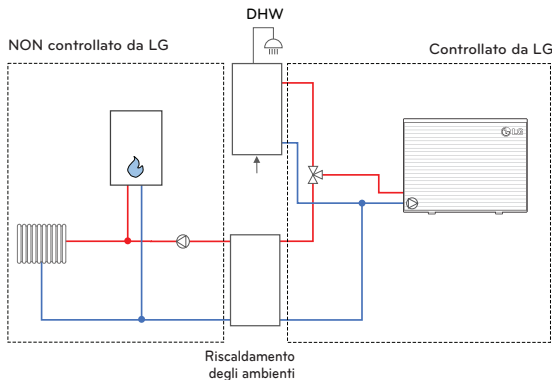 DHW
NON controllato da LG
Controllato da LG
LG
Riscaldamento
degli ambienti